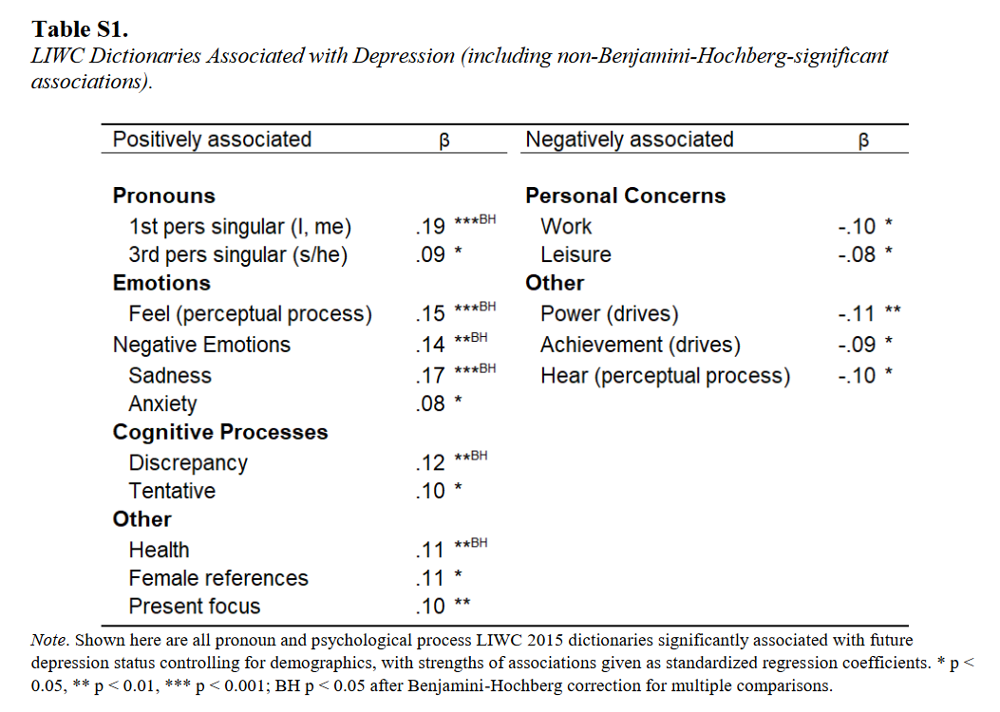 Table S1.
LIWC Dictionaries Associated with Depression (including non-Benjamini-Hochberg-significant
associations).
Positively associated β Negatively associated β
Pronouns Personal Concerns
1st pers singular (I, me) .19 ***BH Work -.10 *
3rd pers singular (s/he) .09 * Leisure -.08 *
Emotions Other
Feel (perceptual process) .15 ***BH Power (drives) -.11 **
Negative Emotions .14 **BH Achievement (drives) -.09 *
Sadness .17 ***BH Hear (perceptual process) -.10 *
Anxiety .08 *
Cognitive Processes
Discrepancy .12 **BH
Tentative .10 *
Other
Health .11 **BH
Female references .11 *
Present focus .10 **
Note. Shown here are all pronoun and psychological process LIWC 2015 dictionaries significantly associated with future
depression status controlling for demographics, with strengths of associations given as standardized regression coefficients. * p <
0.05, ** p < 0.01, *** p < 0.001; BH p < 0.05 after Benjamini-Hochberg correction for multiple comparisons.